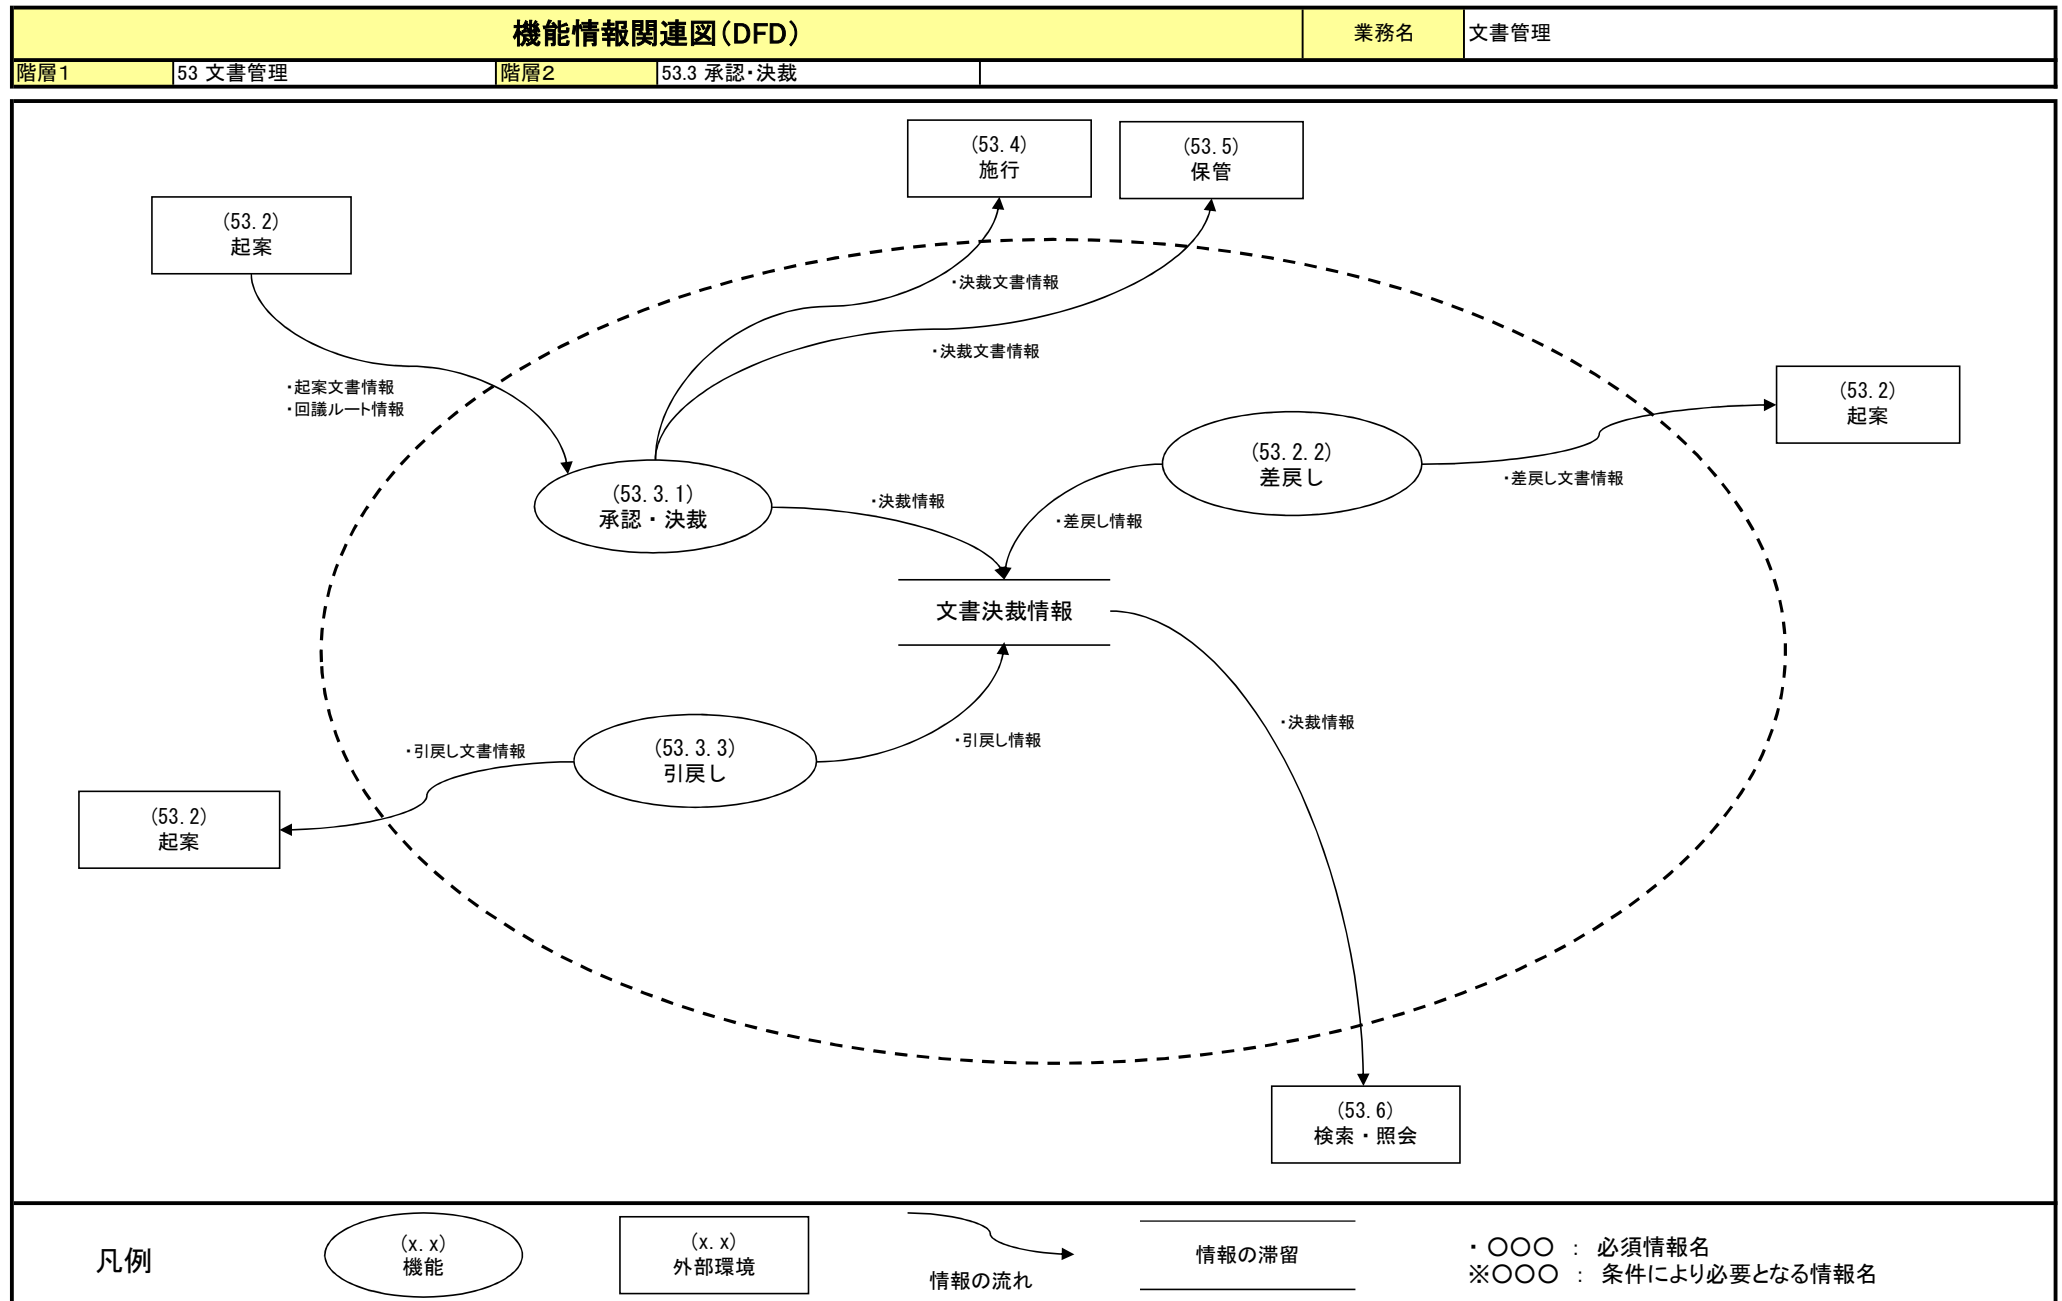 機能情報関連図(DFD)
業務名
文書管理
階層1
53 文書管理
階層2
53.3 承認・決裁
(53.4)
施行
(53.5)
保管
(53.2)
起案
・決裁文書情報
・決裁文書情報
・起案文書情報
・回議ルート情報
(53.2)
起案
(53.2.2)
差戻し
・差戻し文書情報
(53.3.1)
承認・決裁
・決裁情報
・差戻し情報
文書決裁情報
・決裁情報
・引戻し情報
・引戻し文書情報
(53.3.3)
引戻し
(53.2)
起案
(53.6)
検索・照会
凡例
(x.x)
機能
(x.x)
外部環境
情報の流れ
情報の滞留
・ 〇〇〇 : 必須情報名
※〇〇〇 : 条件により必要となる情報名